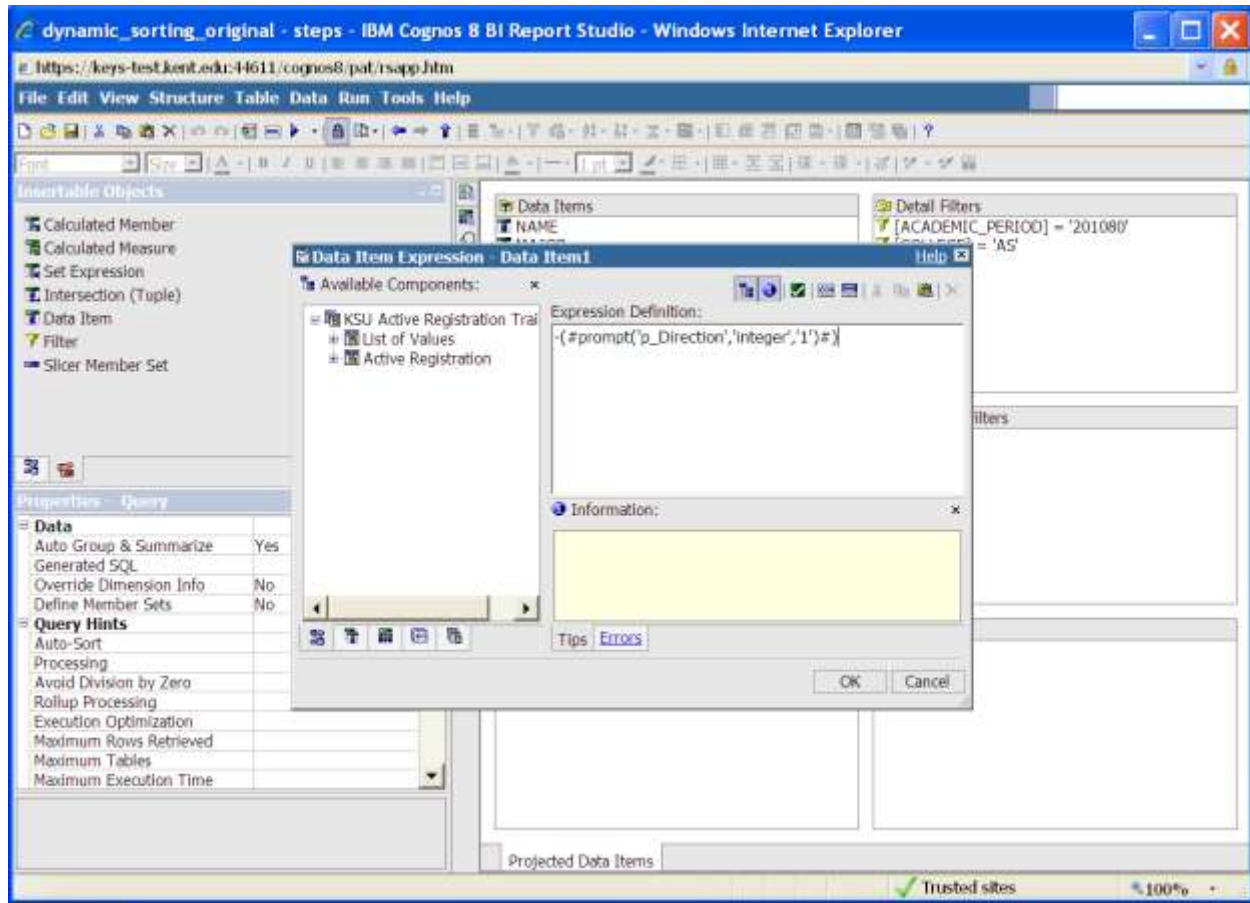 dynamic_sorting_original - steps - IBM Cognos 8 BI Report Studio - Windows Internet Explorer
https://keys-test.kent.edu:44611/cognos8/pat/rsapp.htm
File Edit View Structure Table Data Run Tools Help
Font Size 1 pt
Insertable Objects
Calculated Member
Calculated Measure
Set Expression
Intersection (Tuple)
Data Item
Filter
Slicer Member Set
Data Items
NAME
Detail Filters
[ACADEMIC_PERIOD] = '201080'
= 'AS'
Data Item Expression - Data Item1 Help
Available Components:
KSU Active Registration Trai
List of Values
Active Registration
Expression Definition:
-(#prompt('p_Direction','integer','1')#)
Information:
Tips Errors
OK Cancel
ilters
Properties - Query
Data
Auto Group & Summarize Yes
Generated SQL
Override Dimension Info No
Define Member Sets No
Query Hints
Auto-Sort
Processing
Avoid Division by Zero
Rollup Processing
Execution Optimization
Maximum Rows Retrieved
Maximum Tables
Maximum Execution Time
Projected Data Items
Trusted sites 100%